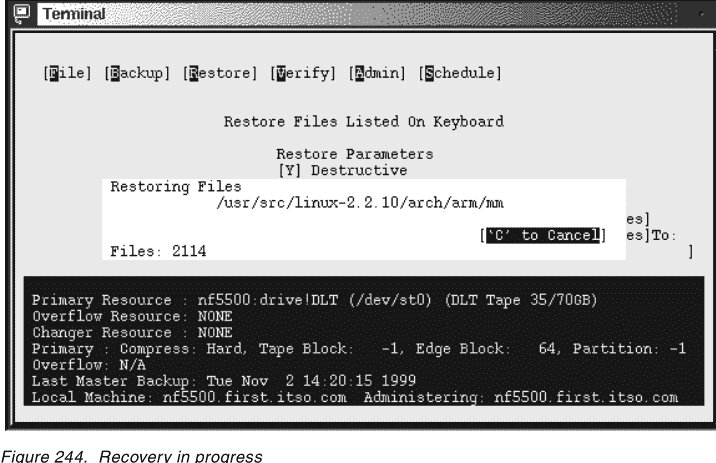 Terminal
[File] [Backup] [Restore] [Verify] [Admin] [Schedule]
Restore Files Listed On Keyboard
Restore Parameters
[Y] Destructive
Restoring Files
/usr/src/linux-2.2.10/arch/arm/mm
es]
[`C' to Cancel] es]To:
Files: 2114 ]
Primary Resource : nf5500:drive!DLT (/dev/st0) (DLT Tape 35/70GB)
Overflow Resource: NONE
Changer Resource : NONE
Primary : Compress: Hard, Tape Block: -1, Edge Block: 64, Partition: -1
Overflow: N/A
Last Master Backup: Tue Nov 2 14:20:15 1999
Local Machine: nf5500.first.itso.com Administering: nf5500.first.itso.com
Figure 244. Recovery in progress